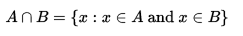 A ∩ B = {x : x ∈ A and x ∈ B}